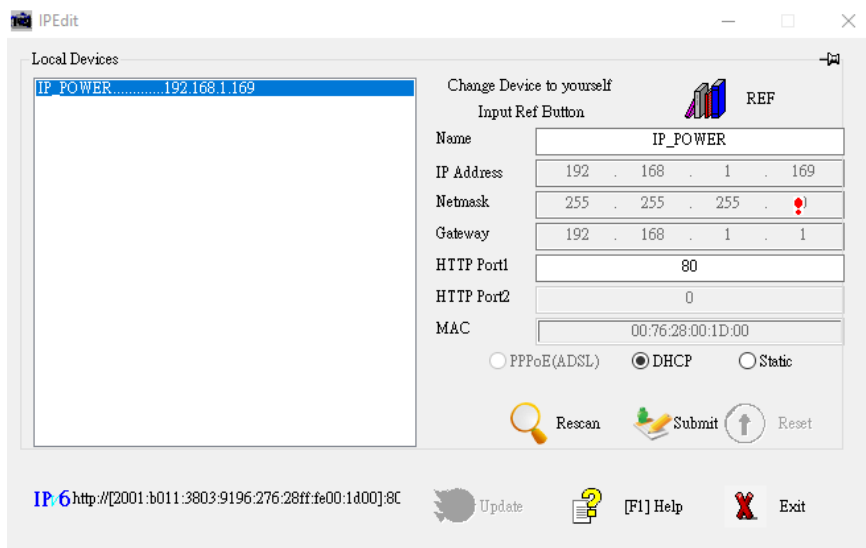 IPEdit
Local Devices
IP_POWER.............192.168.1.169
Change Device to yourself
Input Ref Button
REF
Name IP_POWER
IP Address 192 . 168 . 1 . 169
Netmask 255 . 255 . 255 .
Gateway 192 . 168 . 1 . 1
HTTP Port1 80
HTTP Port2 0
MAC 00:76:28:00:1D:00
PPPoE(ADSL) DHCP Static
Rescan Submit Reset
IPv6 http://[2001:b011:3803:9196:276:28ff:fe00:1d00]:80
Update [F1] Help Exit